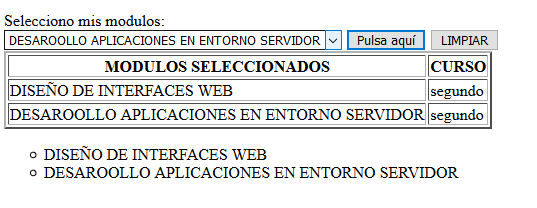 Selecciono mis modulos:
DESAROOLLO APLICACIONES EN ENTORNO SERVIDOR Pulsa aquí LIMPIAR
MODULOS SELECCIONADOS CURSO
DISEÑO DE INTERFACES WEB segundo
DESAROOLLO APLICACIONES EN ENTORNO SERVIDOR segundo
DISEÑO DE INTERFACES WEB
DESAROOLLO APLICACIONES EN ENTORNO SERVIDOR